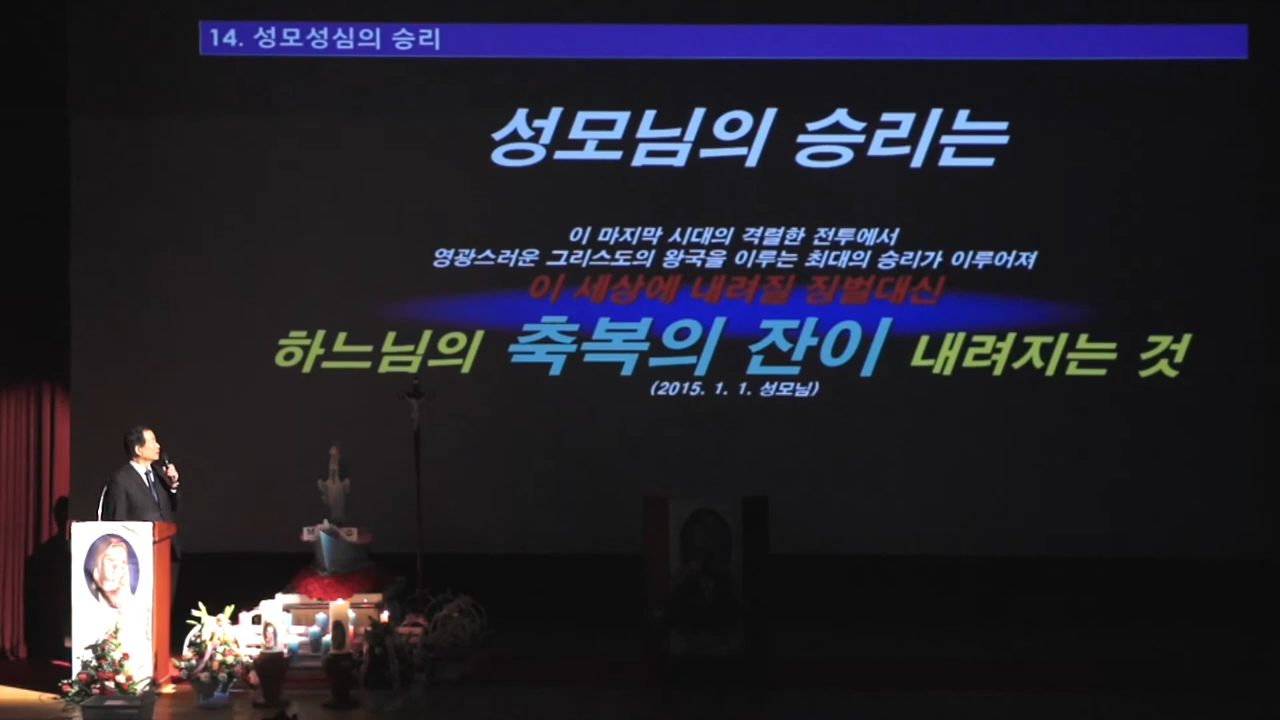 14. 성모성심의 승리
성모님의 승리는
이 마지막 시대의 격렬한 전투에서
영광스러운 그리스도의 왕국을 이루는 최대의 승리가 이루어져
이 세상에 내려질 징벌대신
하느님의 축복의 잔이 내려지는 것
(2015. 1. 1. 성모님)